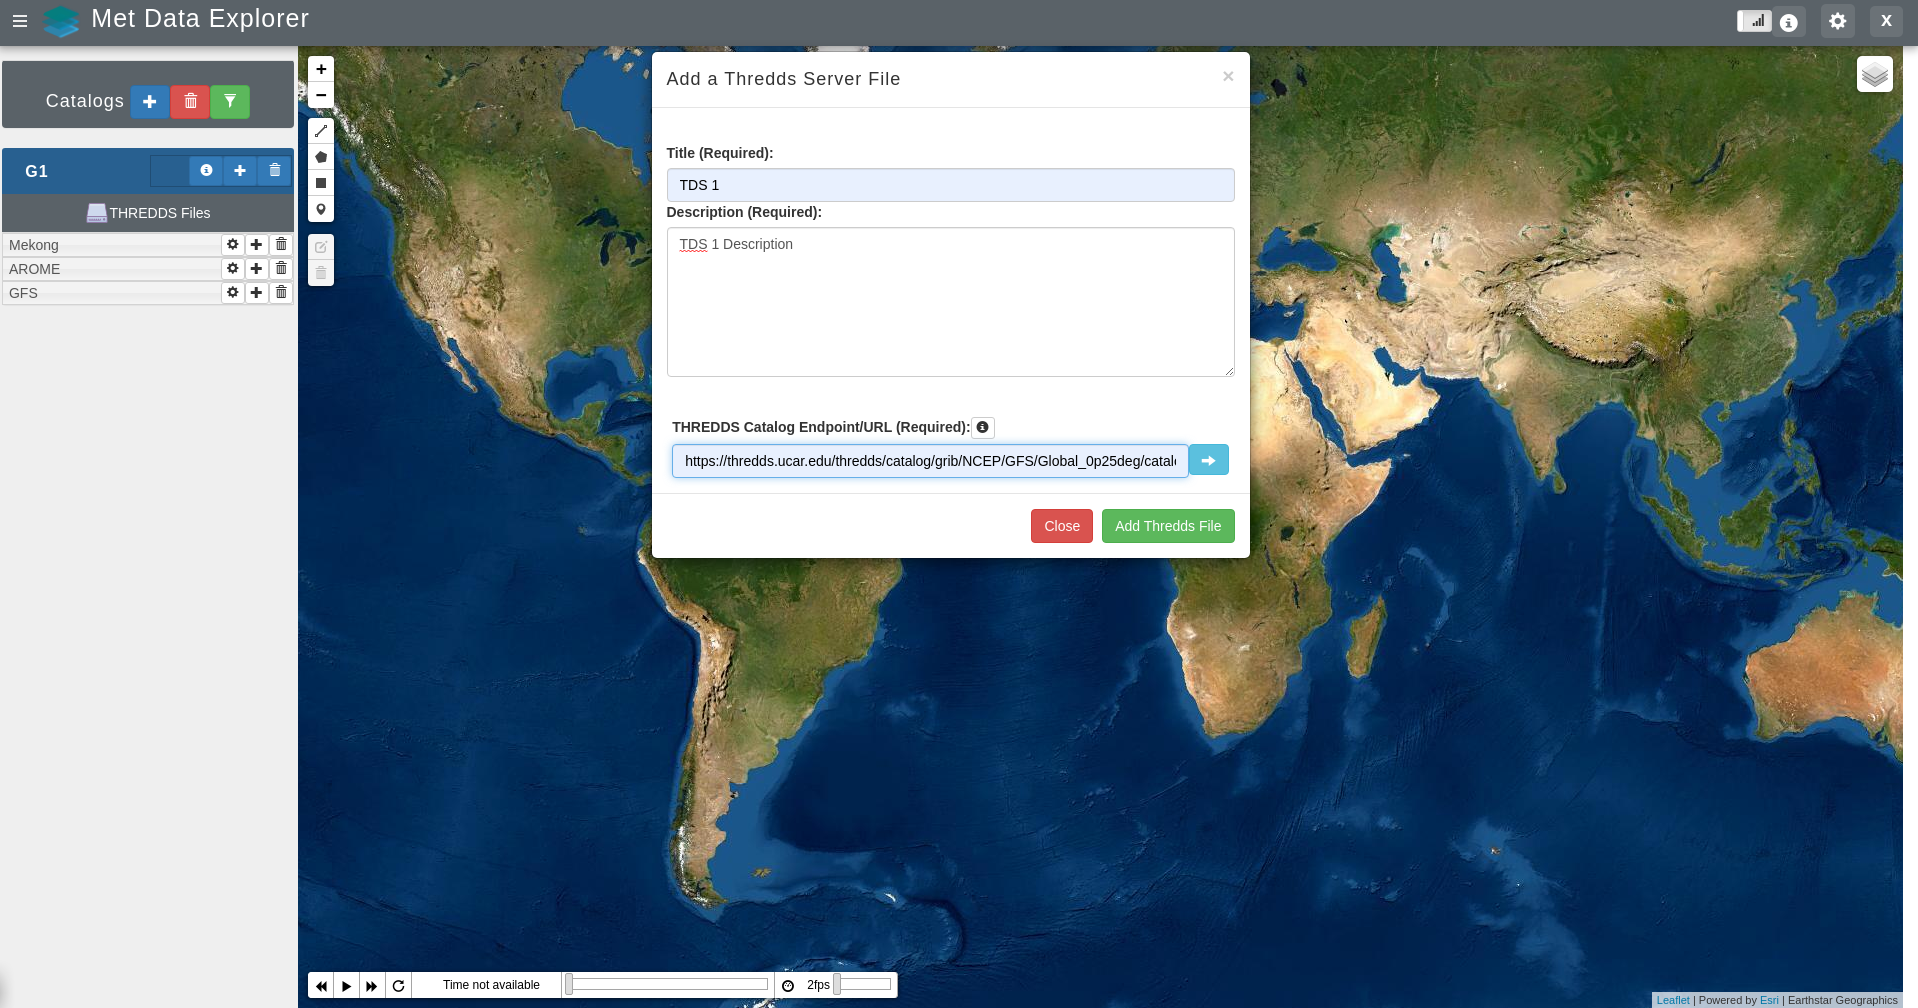 Met Data Explorer
X
Catalogs
G1
THREDDS Files
Mekong
AROME
GFS
+
−
Add a Thredds Server File
×
Title (Required):
TDS 1
Description (Required):
TDS 1 Description
THREDDS Catalog Endpoint/URL (Required):
https://thredds.ucar.edu/thredds/catalog/grib/NCEP/GFS/Global_0p25deg/catal
Close
Add Thredds File
Time not available
2fps
Leaflet | Powered by Esri | Earthstar Geographics